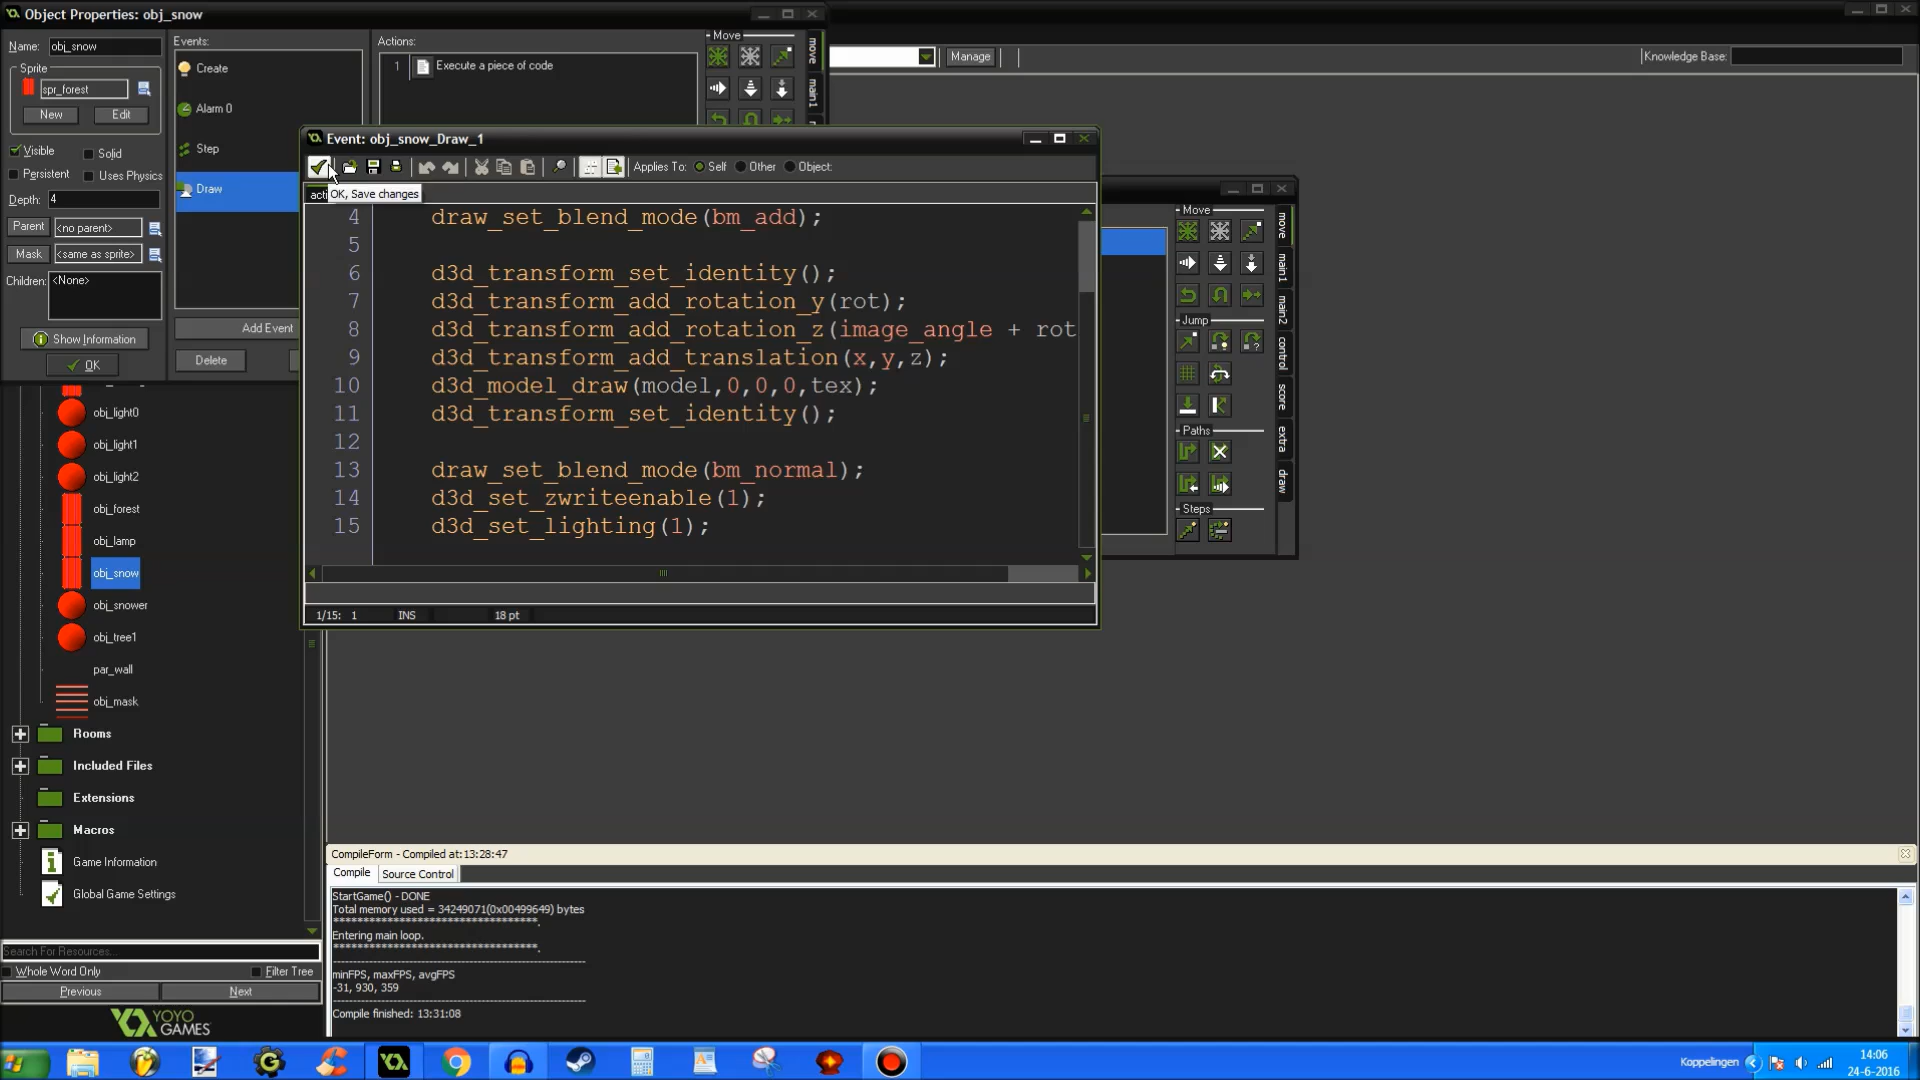 Object Properties: obj_snow
Name: obj_snow
Sprite
spr_forest
New Edit
Visible Solid
Persistent Uses Physics
Depth: 4
Parent <no parent>
Mask <same as sprite>
Children: <None>
Show Information
OK
Events:
Create
Alarm 0
Step
Draw
Add Event
Delete
Actions:
1 Execute a piece of code
Move
move
main1
Manage
Knowledge Base:
Event: obj_snow_Draw_1
Applies To: Self Other Object:
acti
OK, Save changes
4 draw_set_blend_mode(bm_add);
5
6 d3d_transform_set_identity();
7 d3d_transform_add_rotation_y(rot);
8 d3d_transform_add_rotation_z(image_angle + rot
9 d3d_transform_add_translation(x,y,z);
10 d3d_model_draw(model,0,0,0,tex);
11 d3d_transform_set_identity();
12
13 draw_set_blend_mode(bm_normal);
14 d3d_set_zwriteenable(1);
15 d3d_set_lighting(1);
1/15: 1 INS 18 pt
Move
Jump
Paths
Steps
move
main1
main2
control
score
extra
draw
obj_light0
obj_light1
obj_light2
obj_forest
obj_lamp
obj_snow
obj_snower
obj_tree1
par_wall
obj_mask
Rooms
Included Files
Extensions
Macros
Game Information
Global Game Settings
Search For Resources...
Whole Word Only Filter Tree
Previous Next
YOYO
GAMES
CompileForm - Compiled at:13:28:47
Compile Source Control
StartGame() - DONE
Total memory used = 34249071(0x00499649) bytes
**********************************.
Entering main loop.
**********************************.
minFPS, maxFPS, avgFPS
-31, 930, 359
Compile finished: 13:31:08
Koppelingen
14:06
24-6-2016